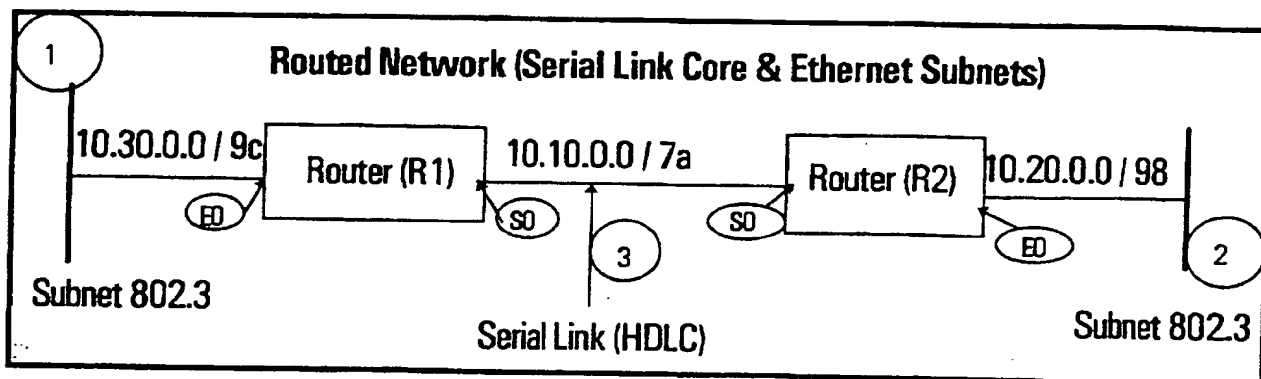 1
Routed Network (Serial Link Core & Ethernet Subnets)
10.30.0.0 / 9c
Router (R1)
10.10.0.0 / 7a
Router (R2)
10.20.0.0 / 98
E0
S0
S0
E0
3
2
Subnet 802.3
Serial Link (HDLC)
Subnet 802.3